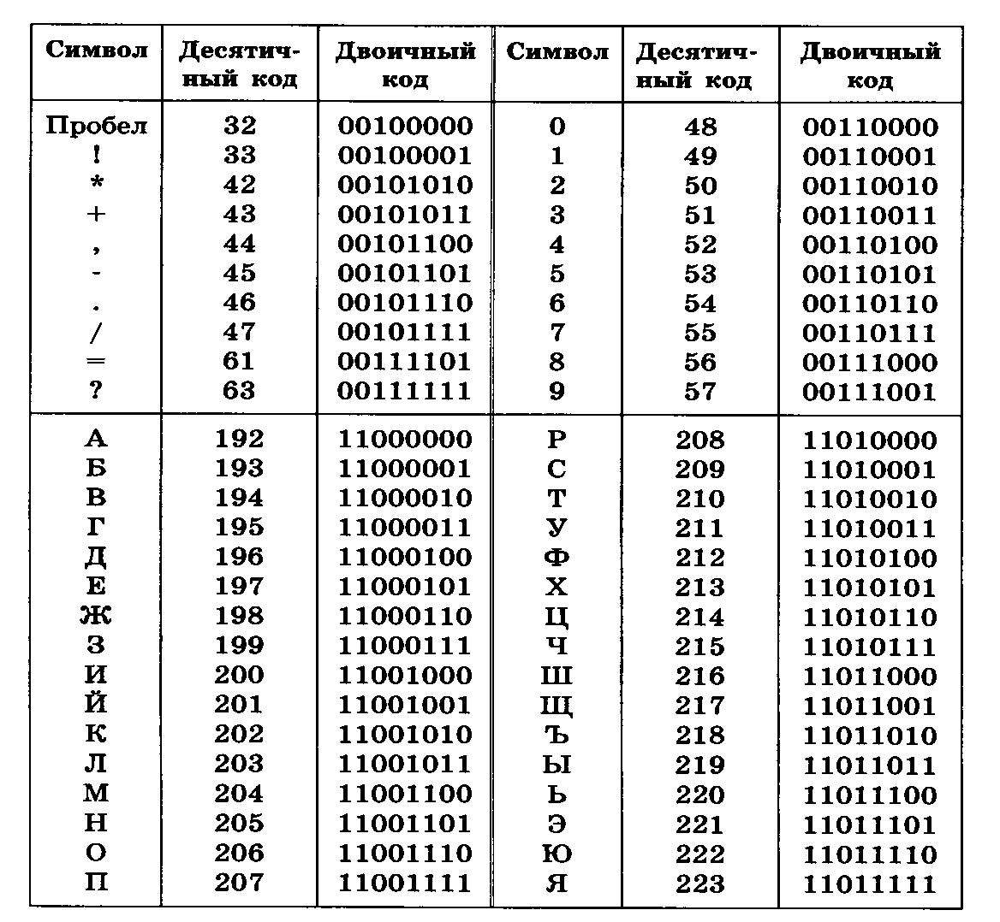 Символ Десятич- Двоичный Символ Десятич- Двоичный
ный код код ный код код
Пробел 32 00100000 0 48 00110000
! 33 00100001 1 49 00110001
* 42 00101010 2 50 00110010
+ 43 00101011 3 51 00110011
, 44 00101100 4 52 00110100
- 45 00101101 5 53 00110101
. 46 00101110 6 54 00110110
/ 47 00101111 7 55 00110111
= 61 00111101 8 56 00111000
? 63 00111111 9 57 00111001
А 192 11000000 Р 208 11010000
Б 193 11000001 С 209 11010001
В 194 11000010 Т 210 11010010
Г 195 11000011 У 211 11010011
Д 196 11000100 Ф 212 11010100
Е 197 11000101 Х 213 11010101
Ж 198 11000110 Ц 214 11010110
З 199 11000111 Ч 215 11010111
И 200 11001000 Ш 216 11011000
Й 201 11001001 Щ 217 11011001
К 202 11001010 Ъ 218 11011010
Л 203 11001011 Ы 219 11011011
М 204 11001100 Ь 220 11011100
Н 205 11001101 Э 221 11011101
О 206 11001110 Ю 222 11011110
П 207 11001111 Я 223 11011111